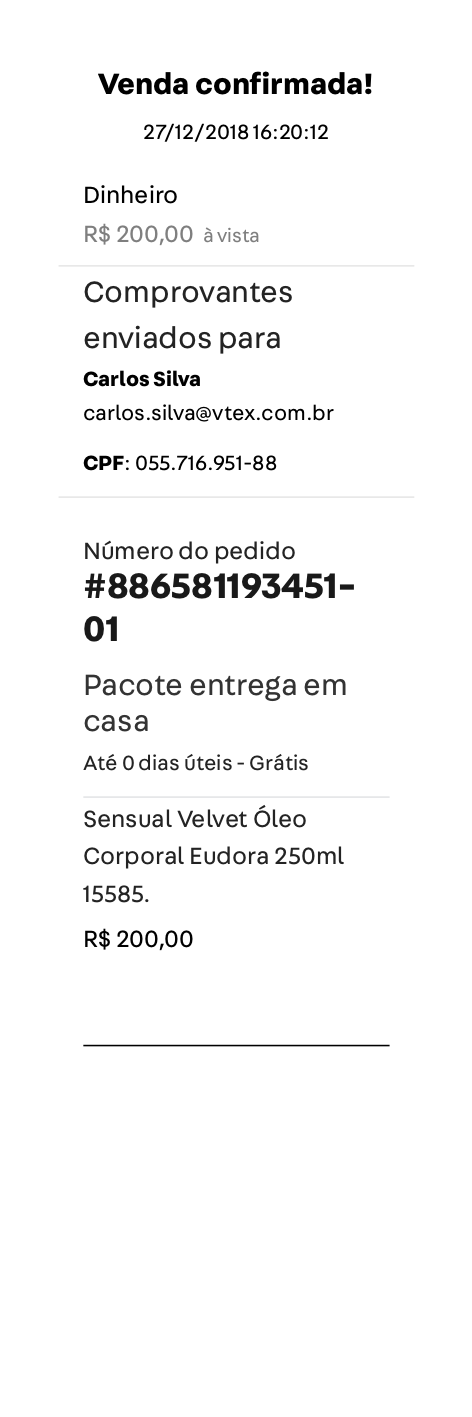 Venda confirmada!
27/12/2018 16:20:12
Dinheiro
R$ 200,00 à vista
Comprovantes
enviados para
Carlos Silva
carlos.silva@vtex.com.br
CPF: 055.716.951-88
Número do pedido
#886581193451-
01
Pacote entrega em
casa
Até 0 dias úteis - Grátis
Sensual Velvet Óleo
Corporal Eudora 250ml
15585.
R$ 200,00